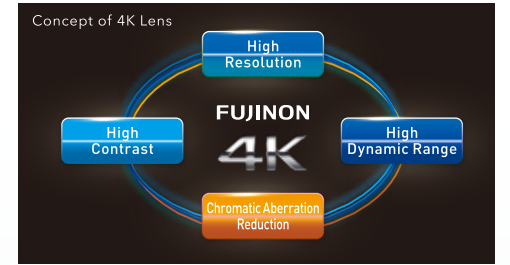 Concept of 4K Lens
High
Resolution
FUJINON
4K
High
Contrast
High
Dynamic Range
Chromatic Aberration
Reduction